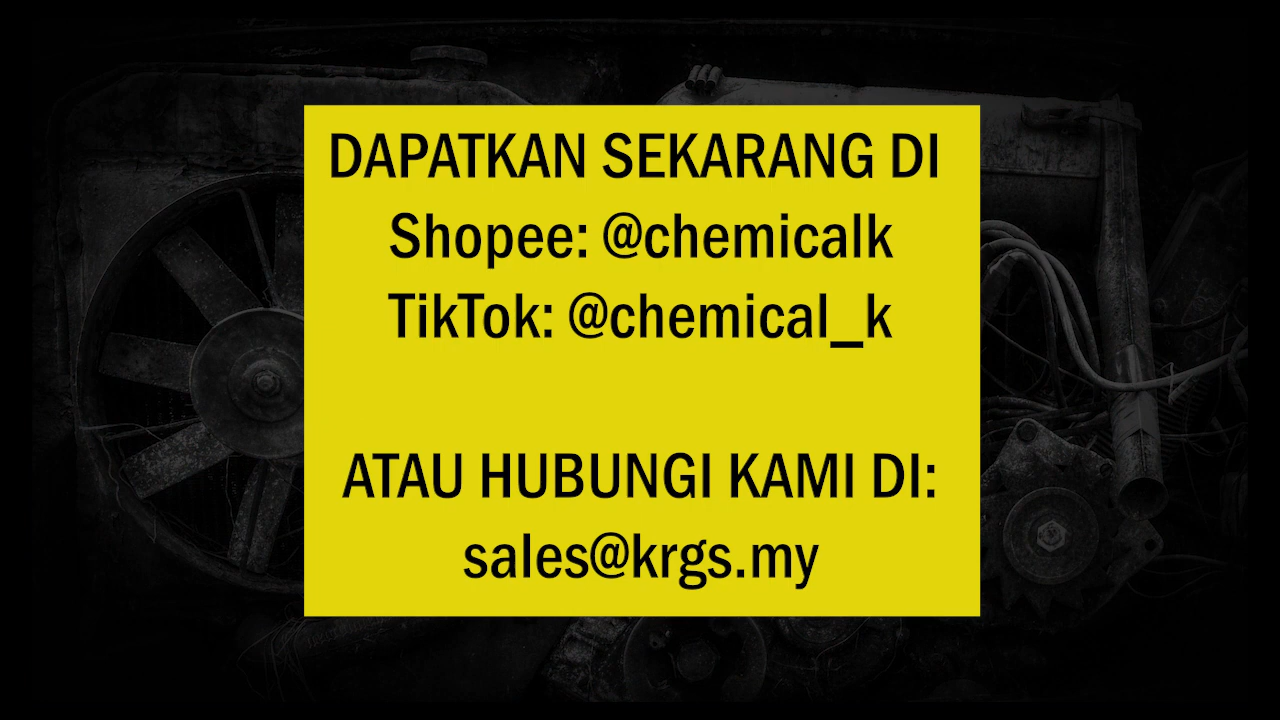 DAPATKAN SEKARANG DI
Shopee: @chemicalk
TikTok: @chemical_k
ATAU HUBUNGI KAMI DI:
sales@krgs.my